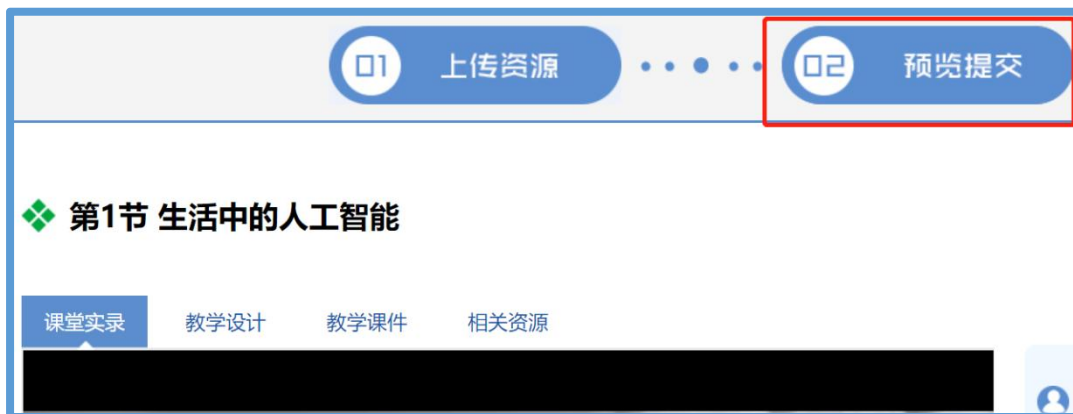 01 上传资源 02 预览提交
第1节 生活中的人工智能
课堂实录 教学设计 教学课件 相关资源